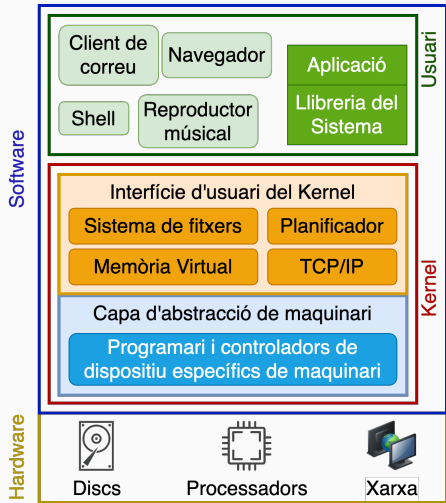 Client de
correu
Navegador
Shell
Reproductor
músical
Aplicació
Llibreria del
Sistema
Usuari
Software
Interfície d'usuari del Kernel
Sistema de fitxers
Planificador
Memòria Virtual
TCP/IP
Capa d'abstracció de maquinari
Programari i controladors de
dispositiu específics de maquinari
Kernel
Hardware
Discs
Processadors
Xarxa